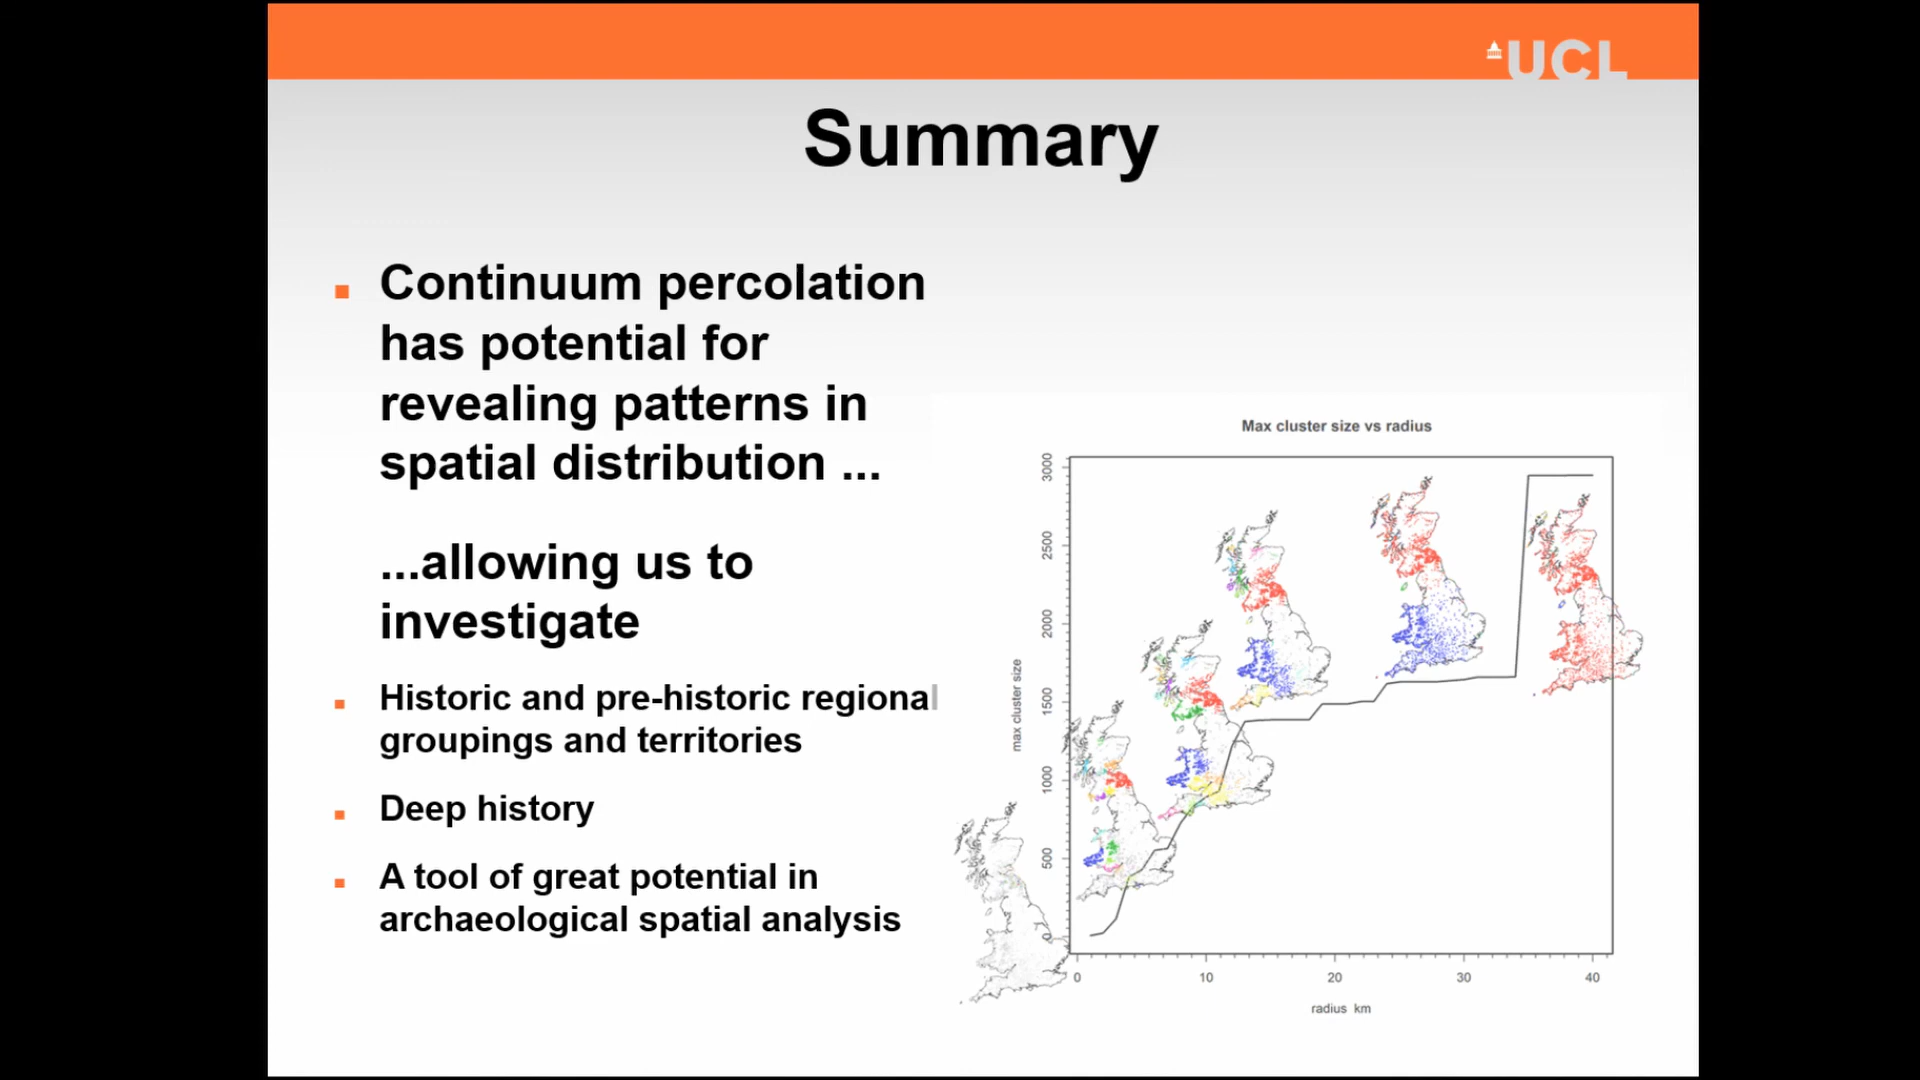 UCL
Summary
Continuum percolation
has potential for
revealing patterns in
spatial distribution ...
...allowing us to
investigate
Historic and pre-historic regional
groupings and territories
Deep history
A tool of great potential in
archaeological spatial analysis
Max cluster size vs radius
max cluster size
3000
2500
2000
1500
1000
500
0
0 10 20 30 40
radius km